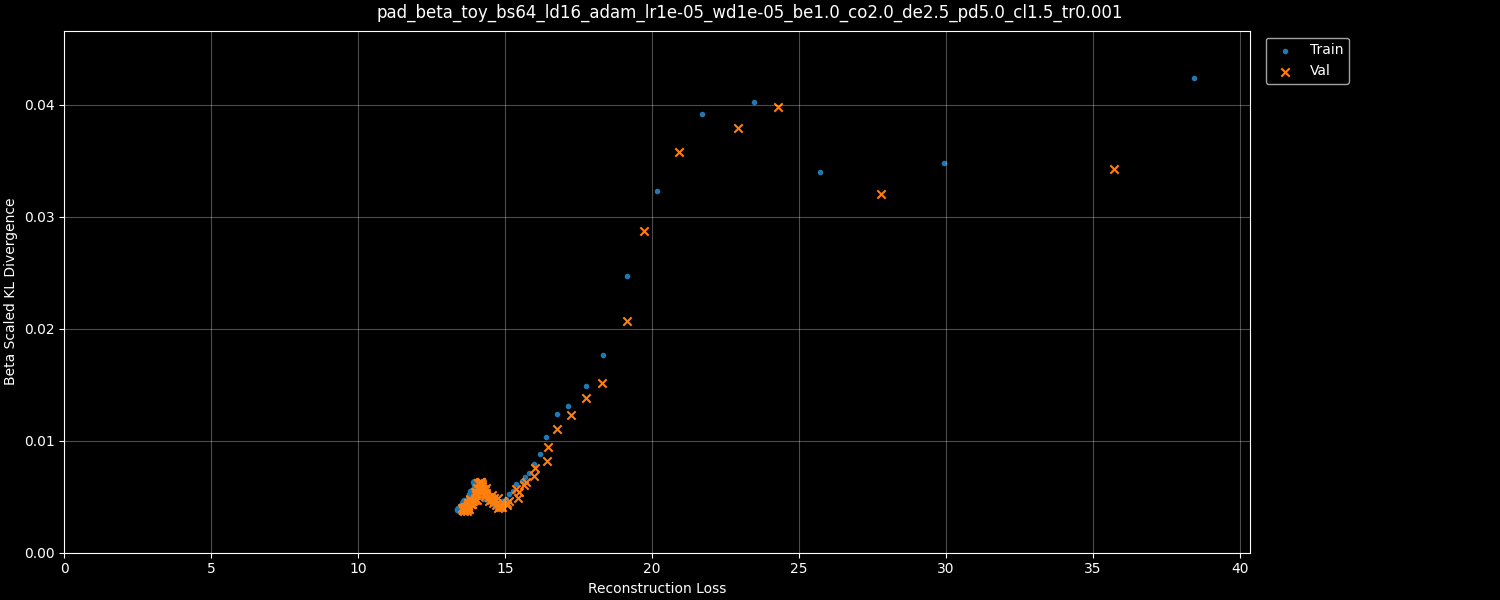 pad_beta_toy_bs64_ld16_adam_lr1e-05_wd1e-05_be1.0_co2.0_de2.5_pd5.0_cl1.5_tr0.001
Train
Val
Beta Scaled KL Divergence
0.04
0.03
0.02
0.01
0.00
0 5 10 15 20 25 30 35 40
Reconstruction Loss